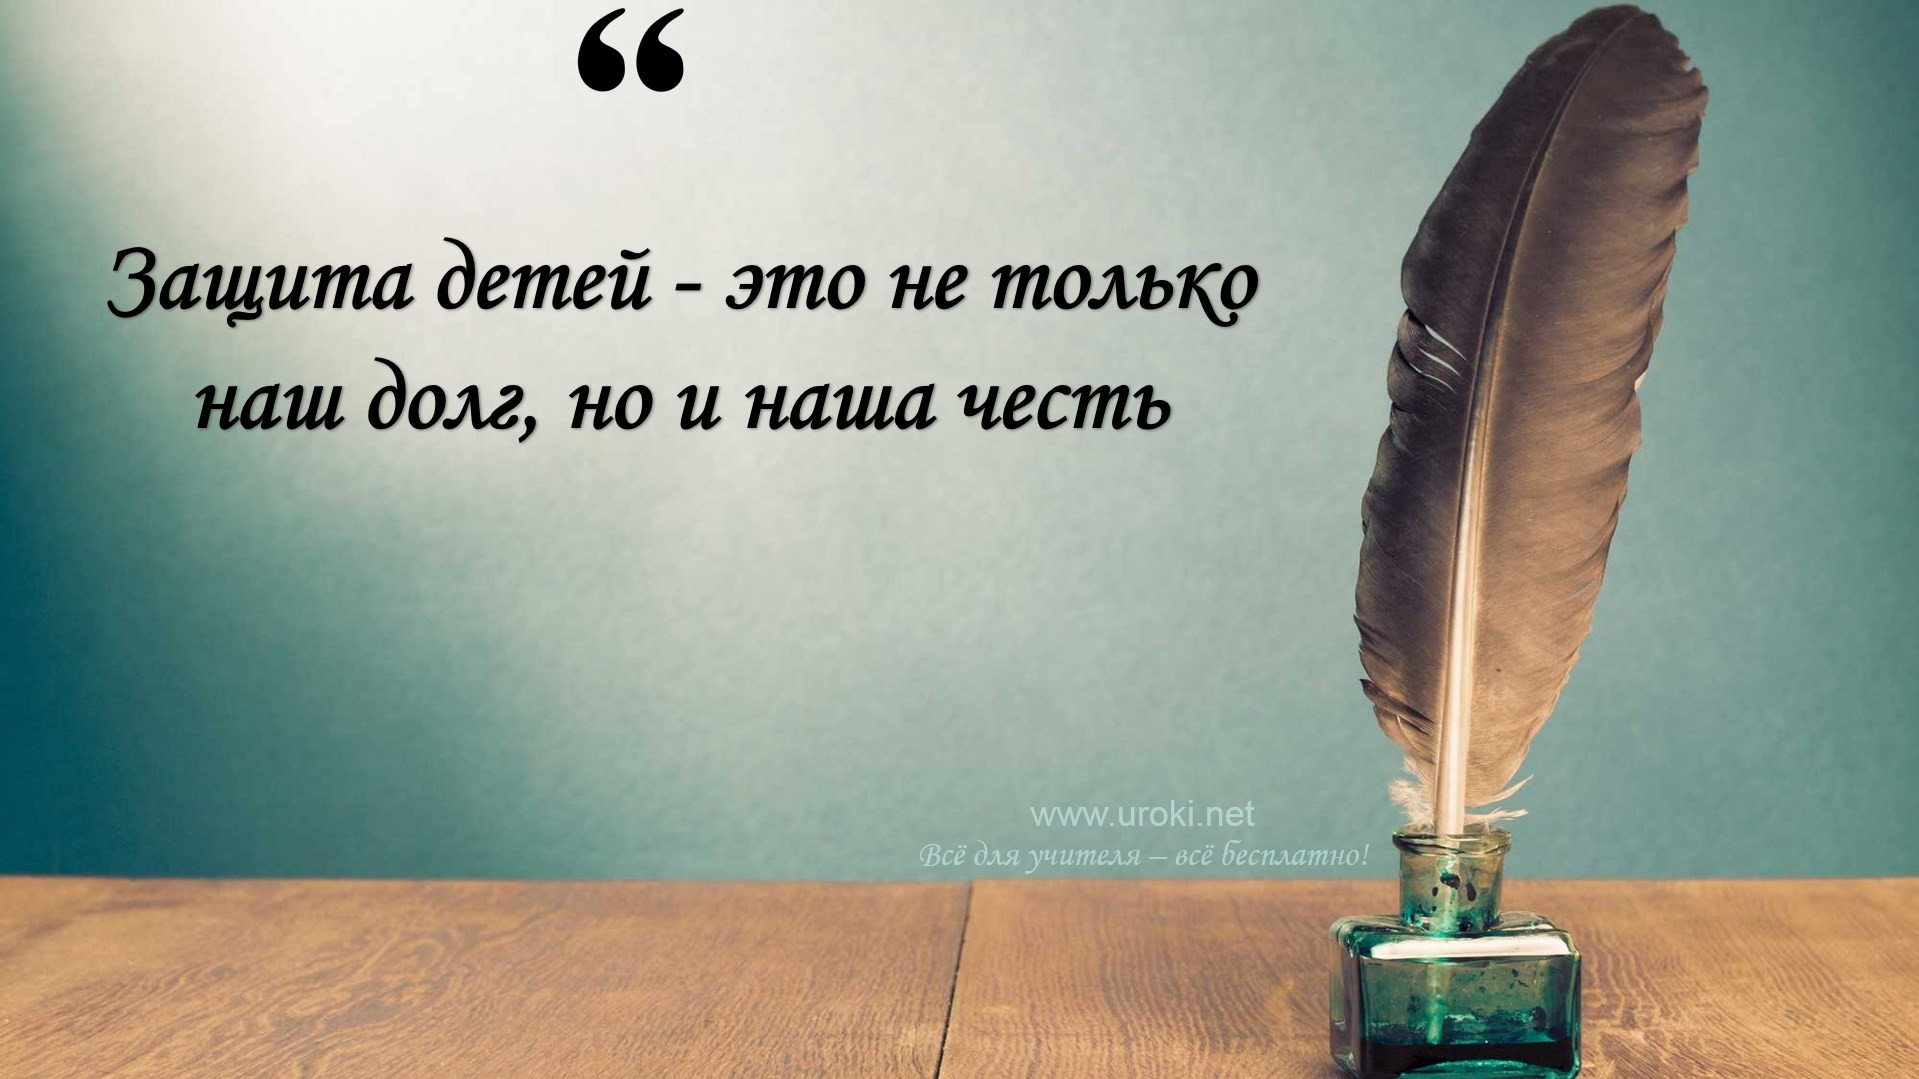 “
Защита детей - это не только
наш долг, но и наша честь
www.uroki.net
Всё для учителя – всё бесплатно!